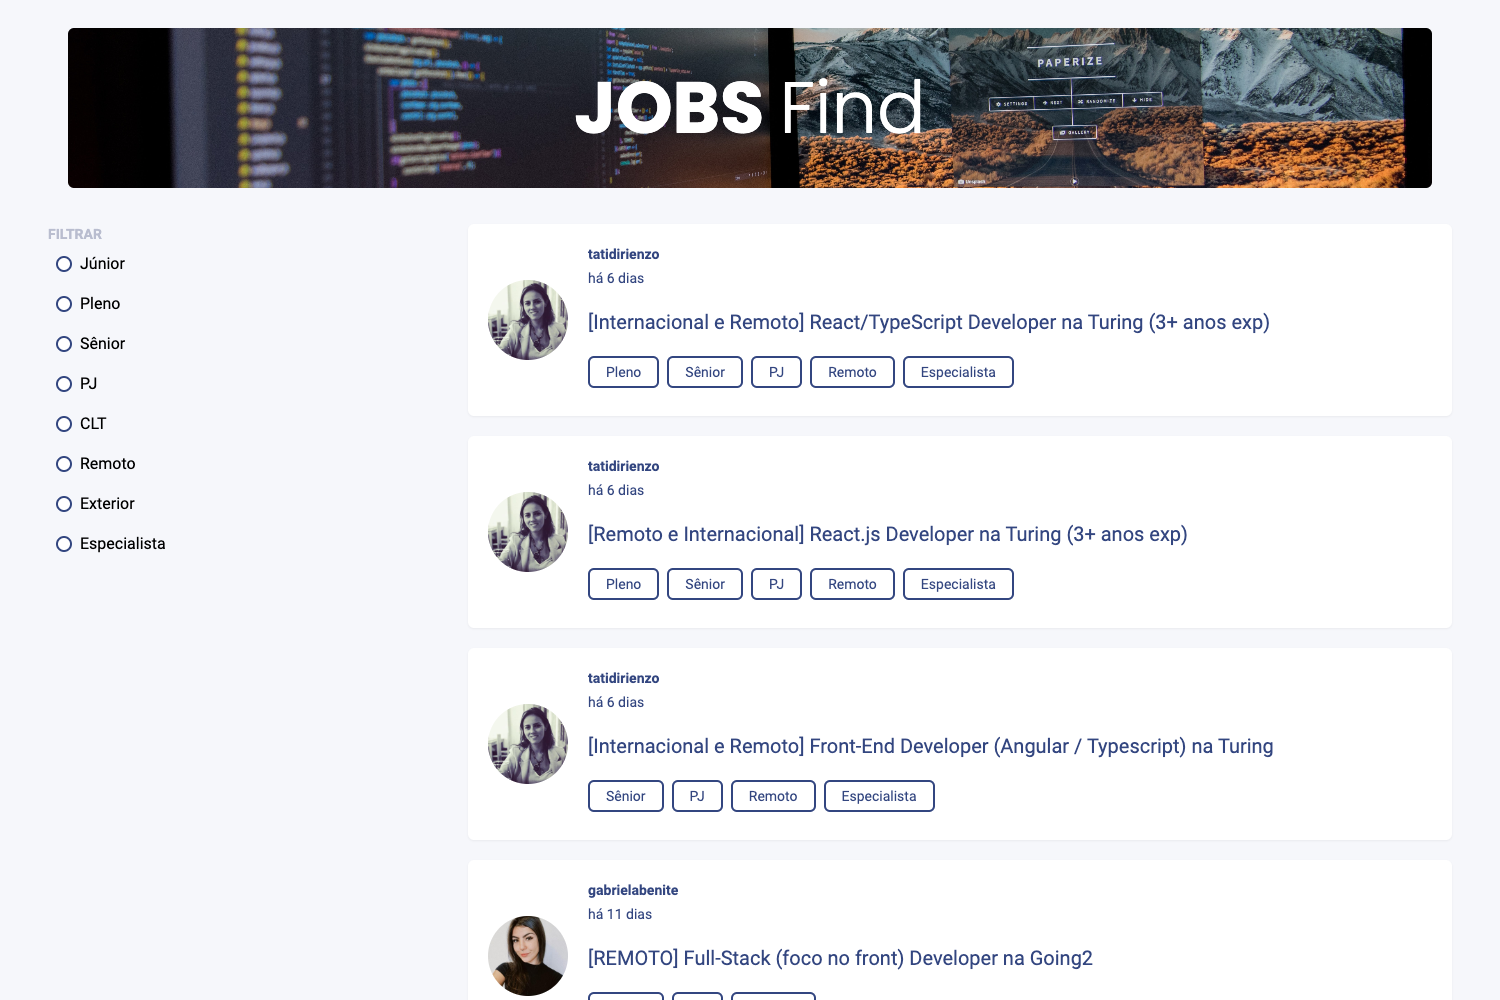 JOBS Find
PAPERIZE
SETTINGS NEXT RANDOMIZE HIDE
GALLERY
Unsplash
FILTRAR
Júnior
Pleno
Sênior
PJ
CLT
Remoto
Exterior
Especialista
tatidirienzo
há 6 dias
[Internacional e Remoto] React/TypeScript Developer na Turing (3+ anos exp)
Pleno Sênior PJ Remoto Especialista
tatidirienzo
há 6 dias
[Remoto e Internacional] React.js Developer na Turing (3+ anos exp)
Pleno Sênior PJ Remoto Especialista
tatidirienzo
há 6 dias
[Internacional e Remoto] Front-End Developer (Angular / Typescript) na Turing
Sênior PJ Remoto Especialista
gabrielabenite
há 11 dias
[REMOTO] Full-Stack (foco no front) Developer na Going2